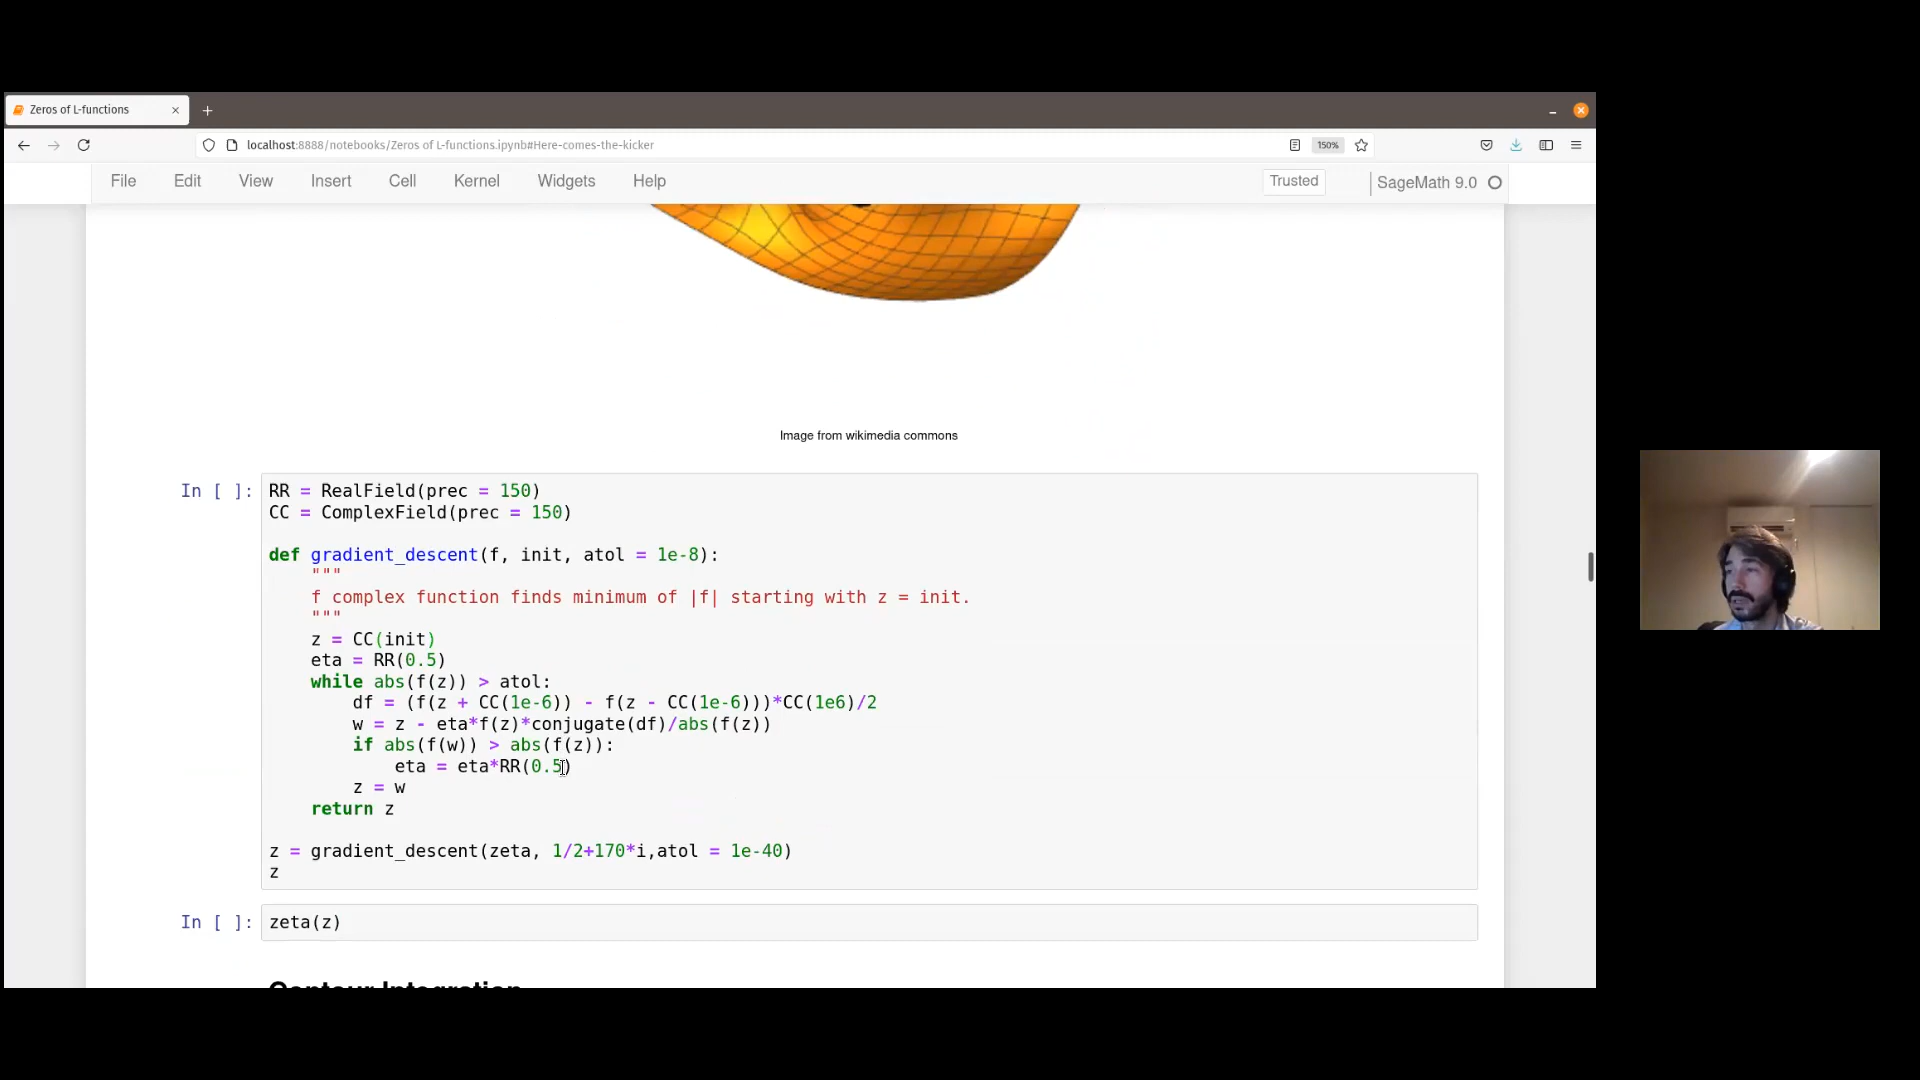 Zeros of L-functions
localhost:8888/notebooks/Zeros of L-functions.ipynb#Here-comes-the-kicker
150%
File Edit View Insert Cell Kernel Widgets Help
Trusted
SageMath 9.0
Image from wikimedia commons
In [ ]:
RR = RealField(prec = 150)
CC = ComplexField(prec = 150)
def gradient_descent(f, init, atol = 1e-8):
"""
f complex function finds minimum of |f| starting with z = init.
"""
z = CC(init)
eta = RR(0.5)
while abs(f(z)) > atol:
df = (f(z + CC(1e-6)) - f(z - CC(1e-6)))*CC(1e6)/2
w = z - eta*f(z)*conjugate(df)/abs(f(z))
if abs(f(w)) > abs(f(z)):
eta = eta*RR(0.5)
z = w
return z
z = gradient_descent(zeta, 1/2+170*i,atol = 1e-40)
z
In [ ]:
zeta(z)
Contour Integration